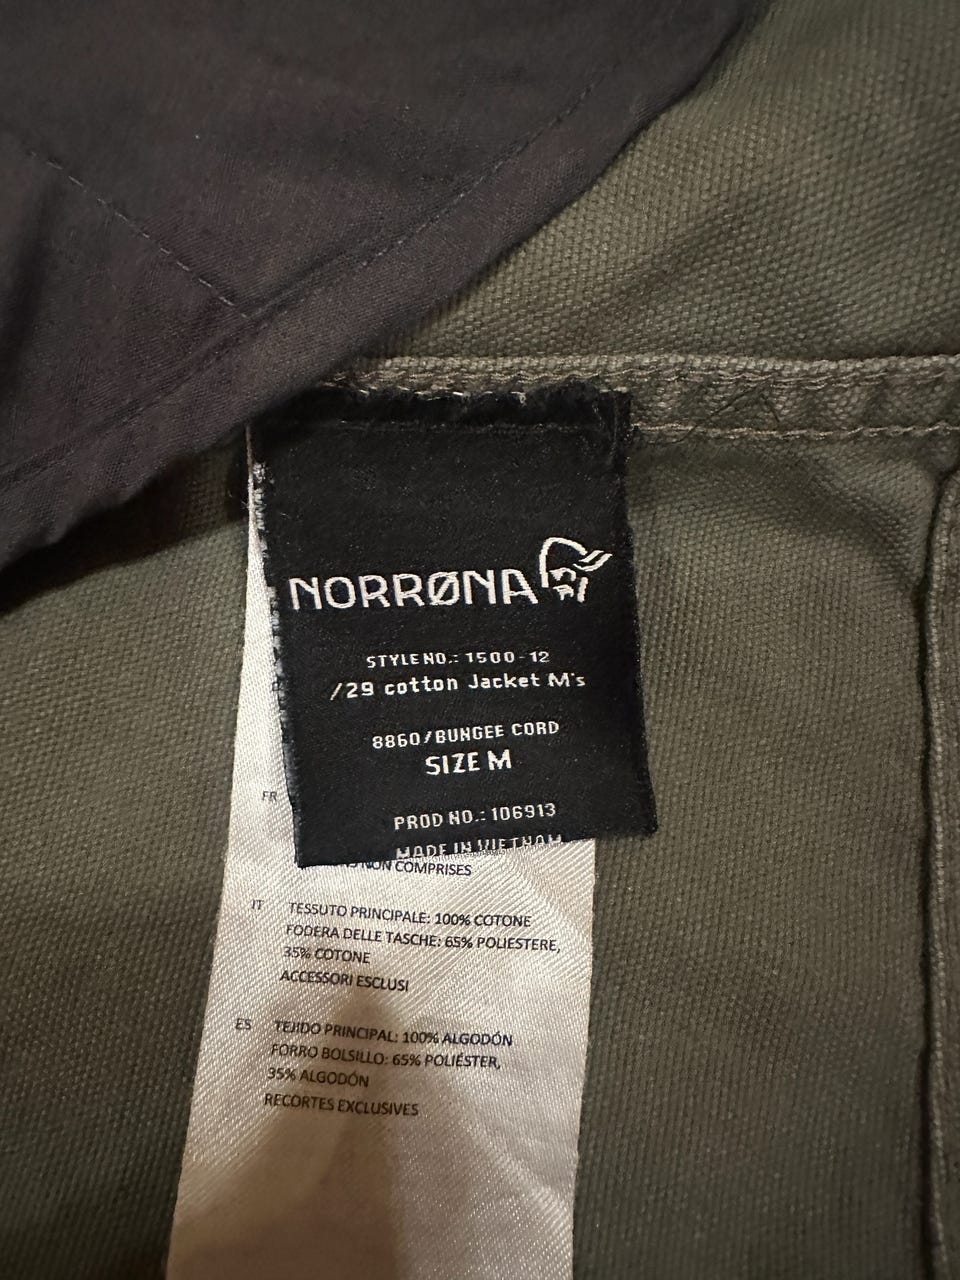 NORRØNA
STYLE NO.: 1500-12
/29 cotton Jacket M's
8860/BUNGEE CORD
SIZE M
PROD NO.: 106913
MADE IN VIETNAM
FR
NON COMPRISES
IT TESSUTO PRINCIPALE: 100% COTONE
FODERA DELLE TASCHE: 65% POLIESTERE,
35% COTONE
ACCESSORI ESCLUSI
ES TEJIDO PRINCIPAL: 100% ALGODÓN
FORRO BOLSILLO: 65% POLIÉSTER,
35% ALGODÓN
RECORTES EXCLUSIVES